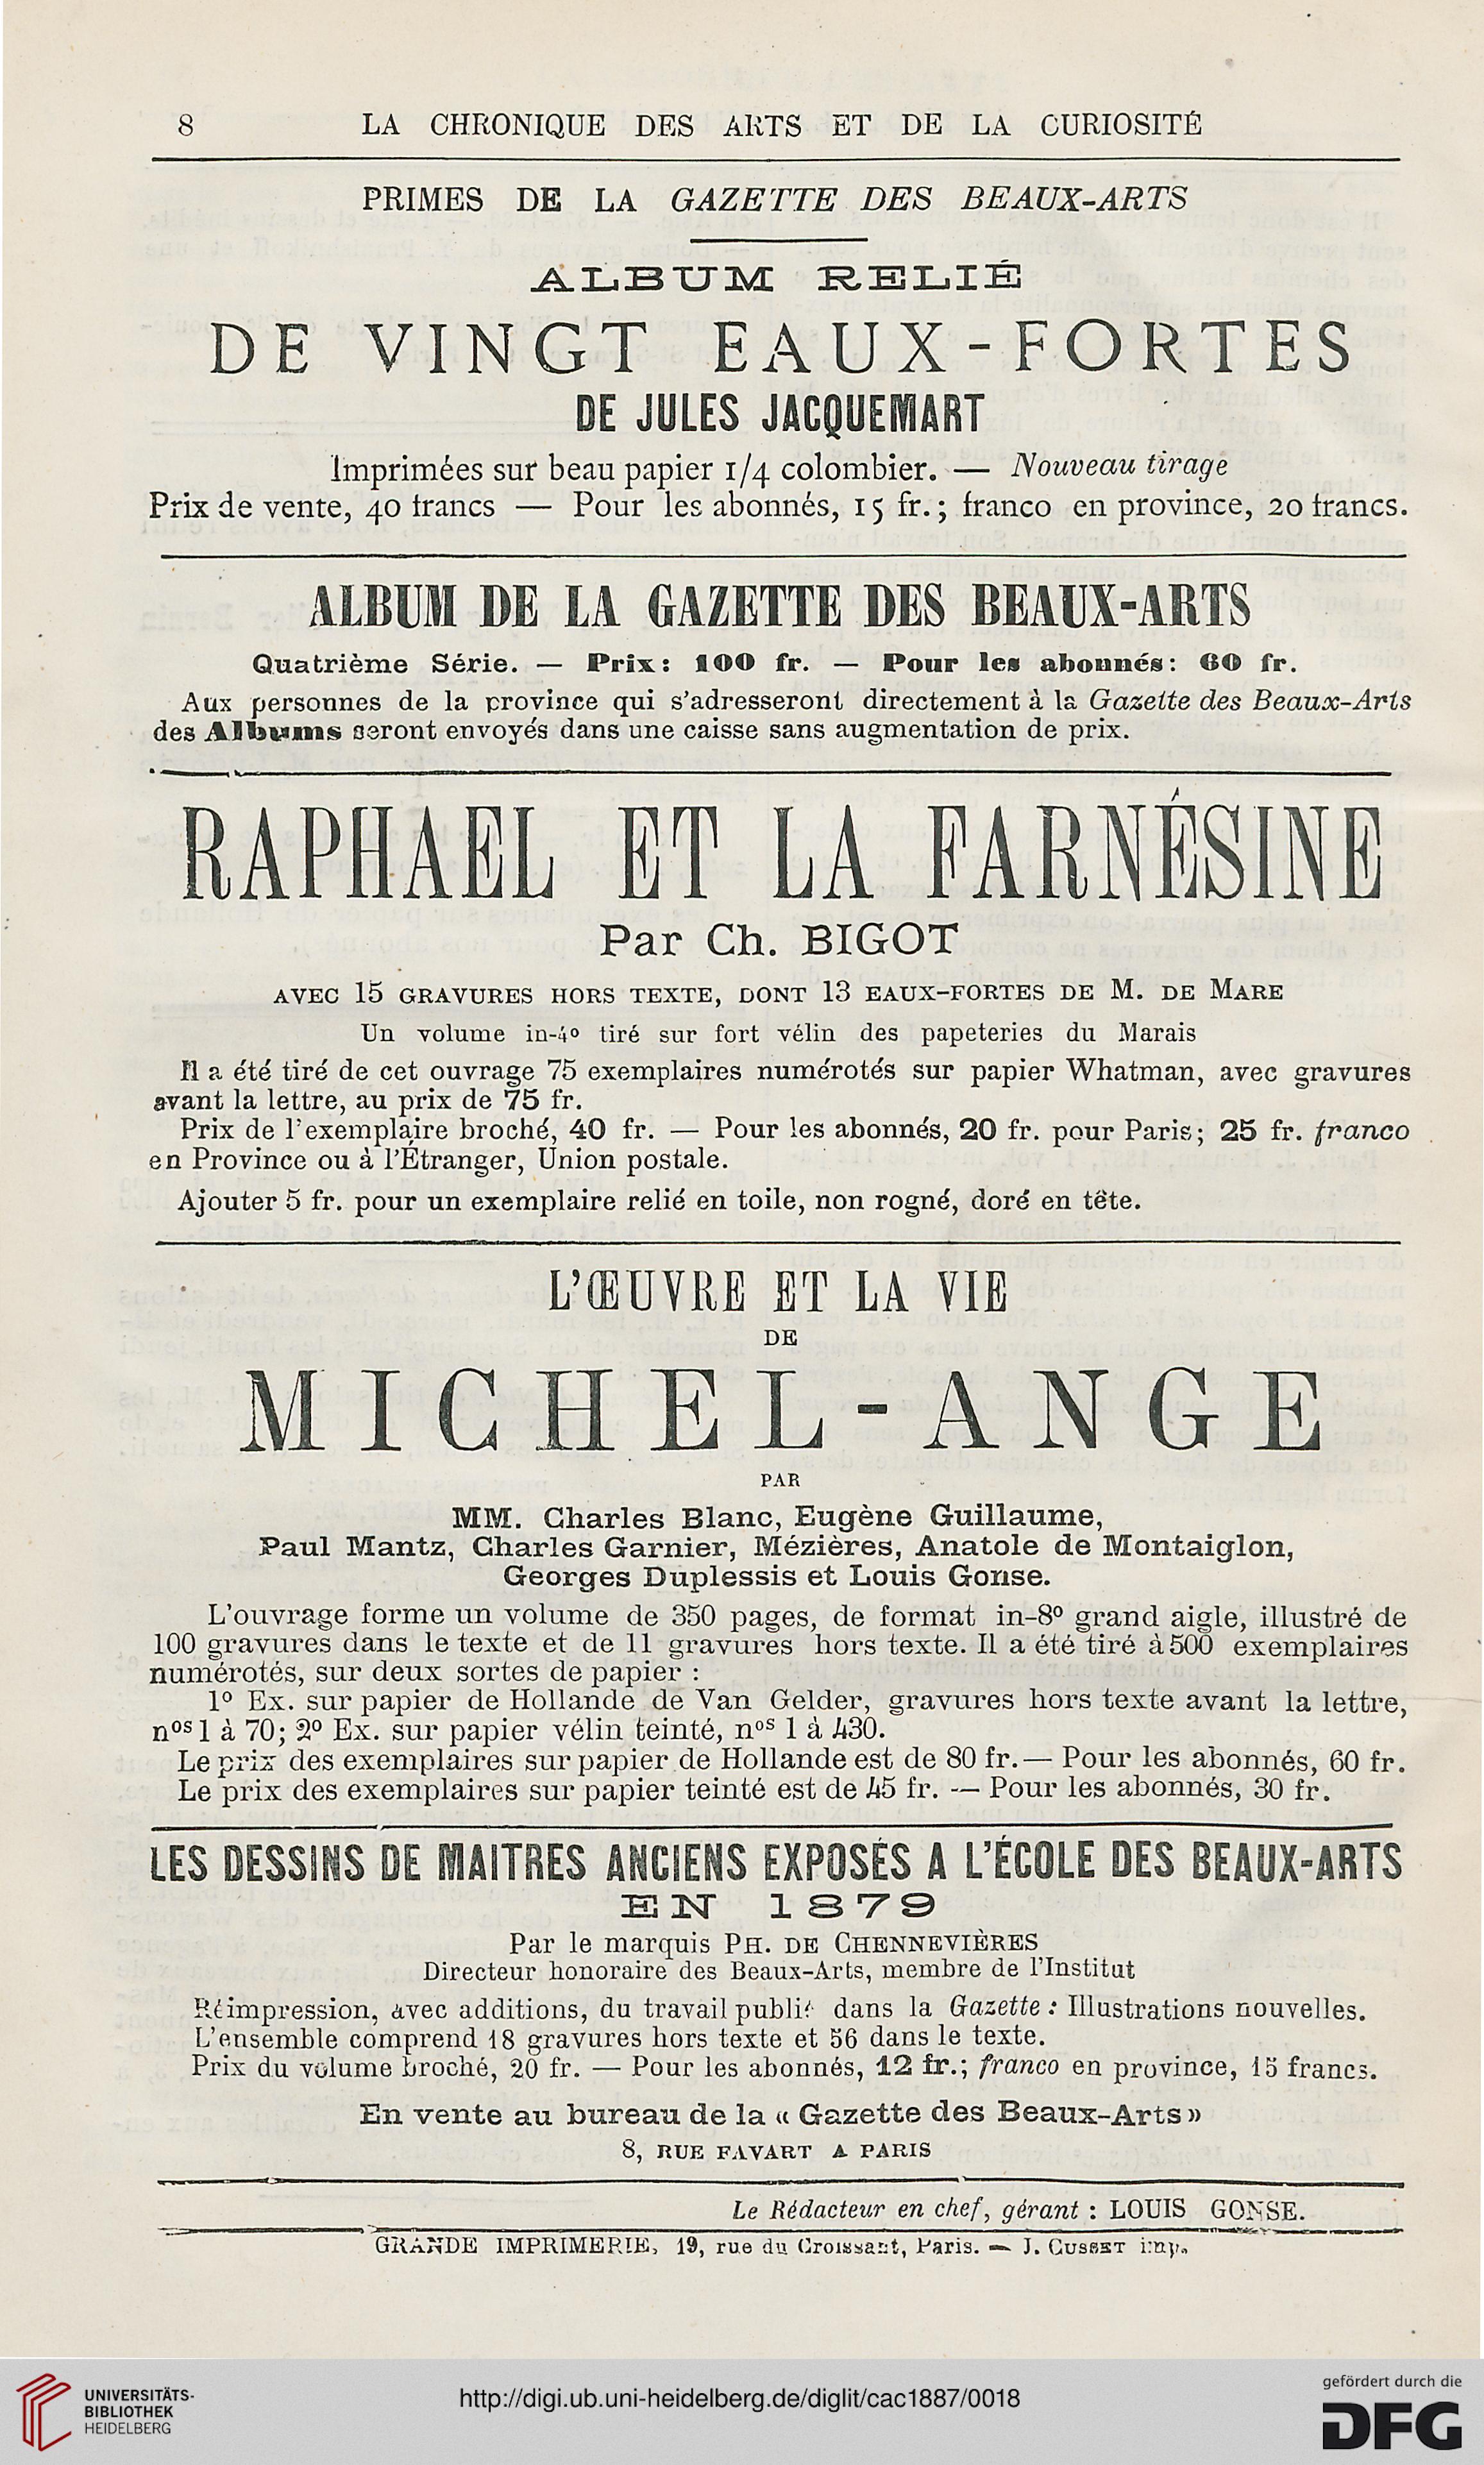 8 LA CHRONIQUE DES ARTS ET DE LA CURIOSITÉ
PRIMES DE LA GAZETTE DES BEAUX-ARTS
ALBUM RELIÉ
DE VINGT EAUX-FORTES
DE JULES JACQUEMART
Imprimées sur beau papier 1/4 colombier. — Nouveau tirage
Prix de vente, 40 francs — Pour les abonnés, 15 fr.; franco en province, 20 francs.
ALBUM DE LA GAZETTE DES BEAUX-ARTS
Quatrième Série. — Prix: 100 fr. — Pour les abonnés: 60 fr.
Aux personnes de la province qui s'adresseront directement à la Gazette des Beaux-Arts
des Albums seront envoyés dans une caisse sans augmentation de prix.
RAPHAEL ET LA FARNÉSINE
Par Ch. BIGOT
AVEC 15 GRAVURES HORS TEXTE, DONT 13 EAUX-FORTES DE M. DE MARE
Un volume in-4º tiré sur fort vélin des papeteries du Marais
Il a été tiré de cet ouvrage 75 exemplaires numérotés sur papier Whatman, avec gravures
avant la lettre, au prix de 75 fr.
Prix de l'exemplaire broché, 40 fr. — Pour les abonnés, 20 fr. pour Paris; 25 fr. franco
en Province ou à l'Étranger, Union postale.
Ajouter 5 fr. pour un exemplaire relié en toile, non rogné, doré en tête.
L'ŒUVRE ET LA VIE
DE
MICHEL-ANGE
PAR
MM. Charles Blanc, Eugène Guillaume,
Paul Mantz, Charles Garnier, Mézières, Anatole de Montaiglon,
Georges Duplessis et Louis Gonse.
L'ouvrage forme un volume de 350 pages, de format in-8º grand aigle, illustré de
100 gravures dans le texte et de 11 gravures hors texte. Il a été tiré à 500 exemplaires
numérotés, sur deux sortes de papier :
1º Ex. sur papier de Hollande de Van Gelder, gravures hors texte avant la lettre,
nos 1 à 70; 2º Ex. sur papier vélin teinté, nos 1 à 430.
Le prix des exemplaires sur papier de Hollande est de 80 fr. — Pour les abonnés, 60 fr.
Le prix des exemplaires sur papier teinté est de 45 fr. — Pour les abonnés, 30 fr.
LES DESSINS DE MAITRES ANCIENS EXPOSÉS A L'ÉCOLE DES BEAUX-ARTS
EN 1879
Par le marquis PH. DE CHENNEVIÈRES
Directeur honoraire des Beaux-Arts, membre de l'Institut
Réimpression, avec additions, du travail publié dans la Gazette : Illustrations nouvelles.
L'ensemble comprend 18 gravures hors texte et 56 dans le texte.
Prix du volume broché, 20 fr. — Pour les abonnés, 12 fr.; franco en province, 15 francs.
En vente au bureau de la « Gazette des Beaux-Arts »
8, RUE FAVART A PARIS
Le Rédacteur en chef, gérant : LOUIS GONSE.
GRANDE IMPRIMERIE, 19, rue du Croissant, Paris. — J. CUSSET imp.
UNIVERSITÄTS-
BIBLIOTHEK
HEIDELBERG
http://digi.ub.uni-heidelberg.de/diglit/cac1887/0018
gefördert durch die
DFG